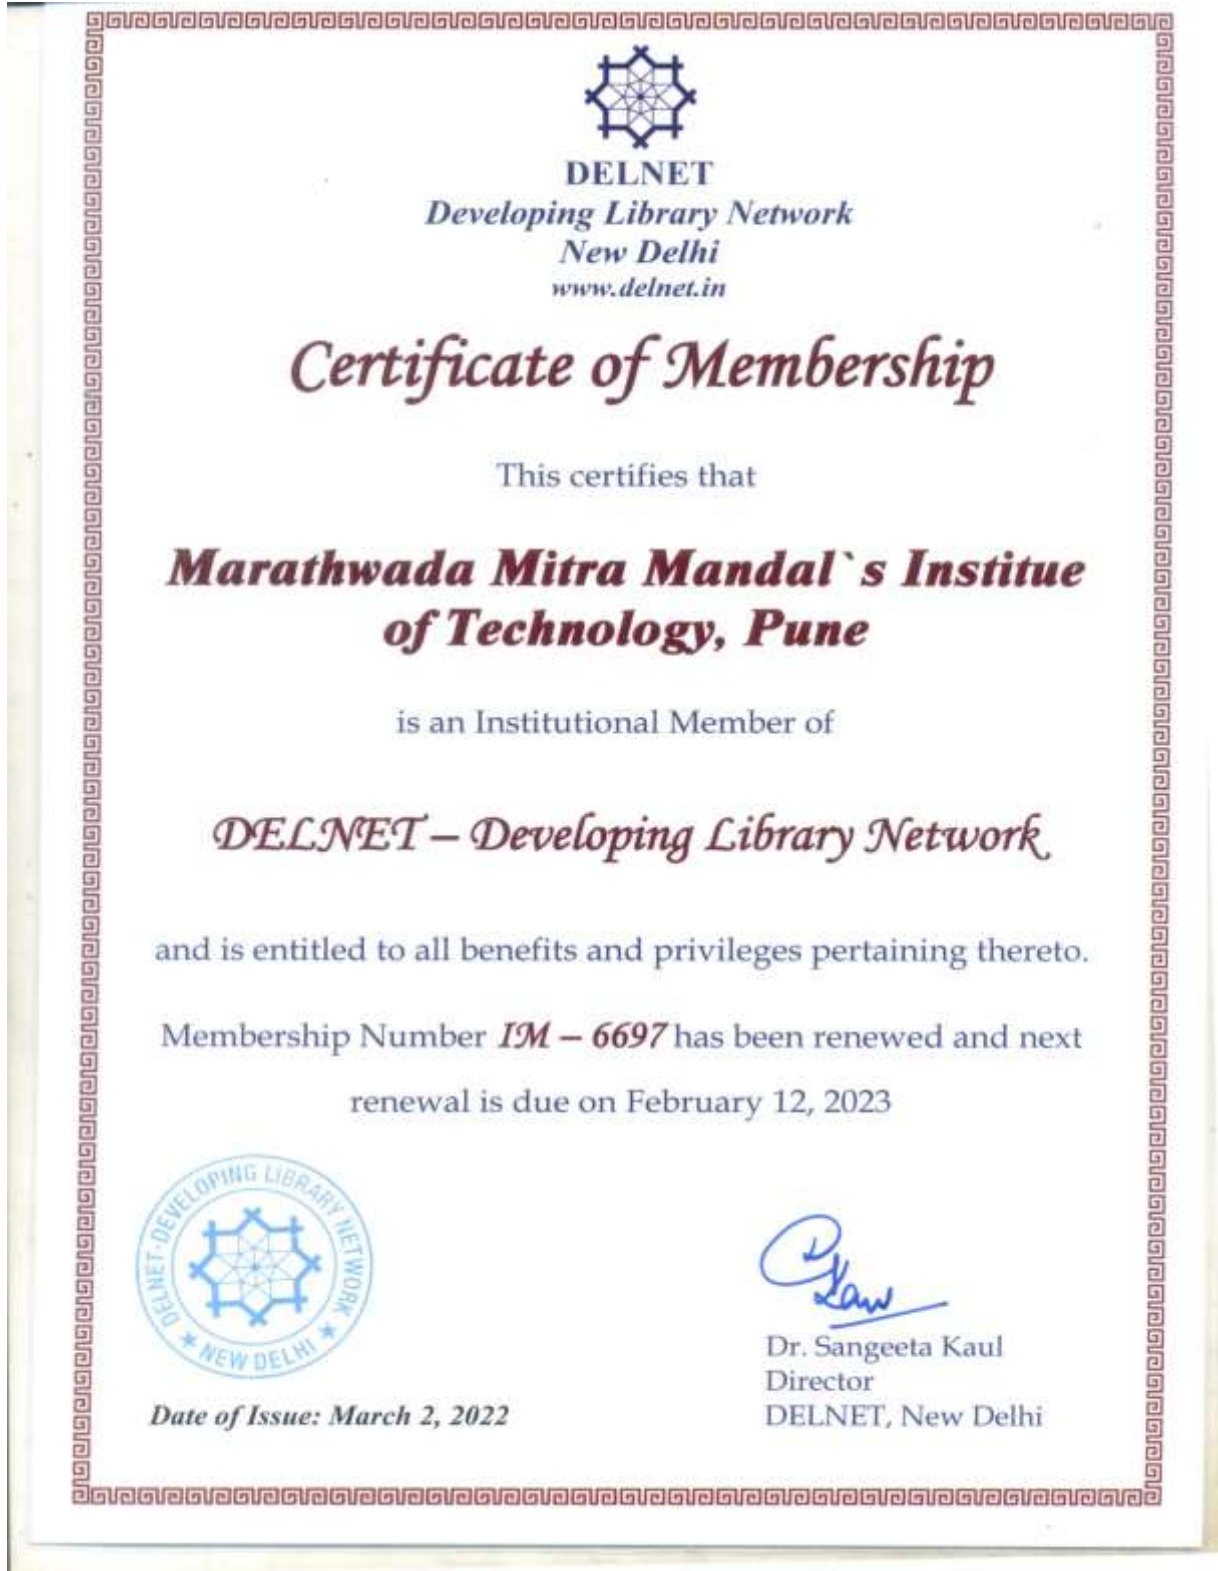 DELNET
Developing Library Network
New Delhi
www.delnet.in
Certificate of Membership
This certifies that
Marathwada Mitra Mandal`s Institue
of Technology, Pune
is an Institutional Member of
DELNET – Developing Library Network
and is entitled to all benefits and privileges pertaining thereto.
Membership Number IM – 6697 has been renewed and next
renewal is due on February 12, 2023
DELNET-DEVELOPING LIBRARY NETWORK
★ NEW DELHI ★
Kaul
Dr. Sangeeta Kaul
Director
DELNET, New Delhi
Date of Issue: March 2, 2022